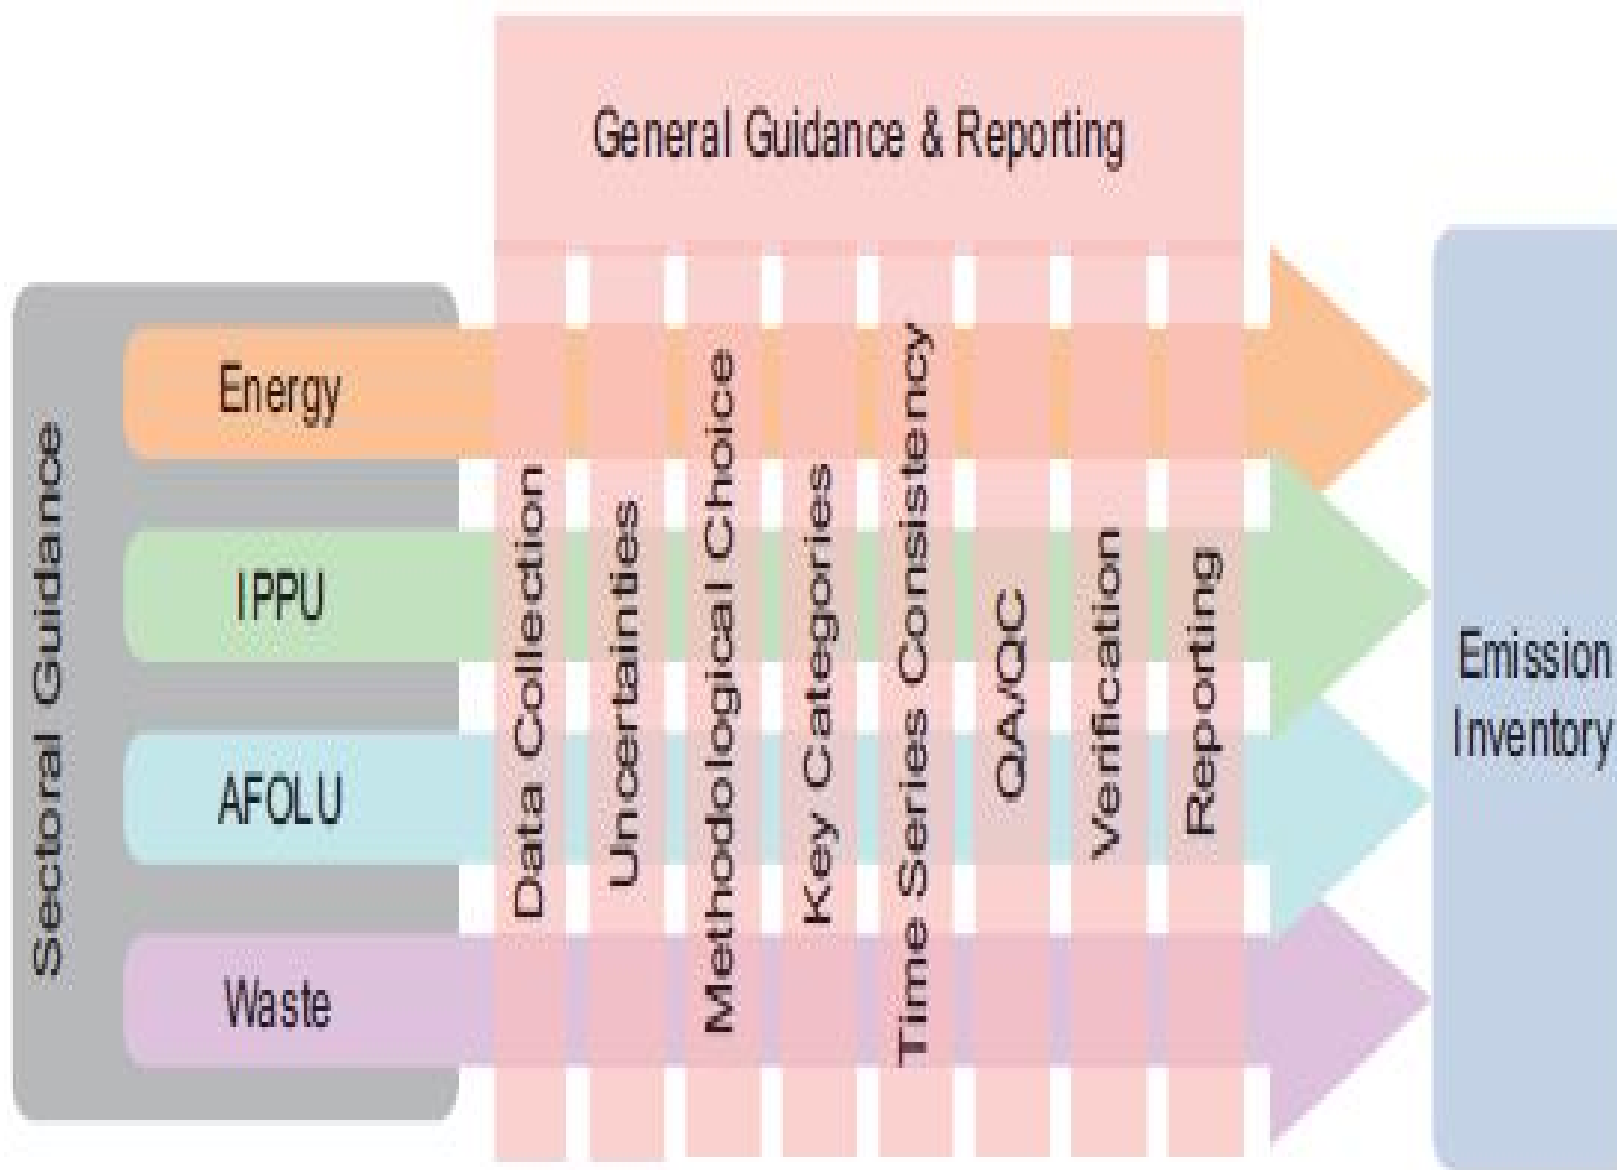 General Guidance & Reporting
Sectoral Guidance
Energy
IPPU
AFOLU
Waste
Data Collection
Uncertainties
Methodological Choice
Key Categories
Time Series Consistency
QA/QC
Verification
Reporting
Emission
Inventory